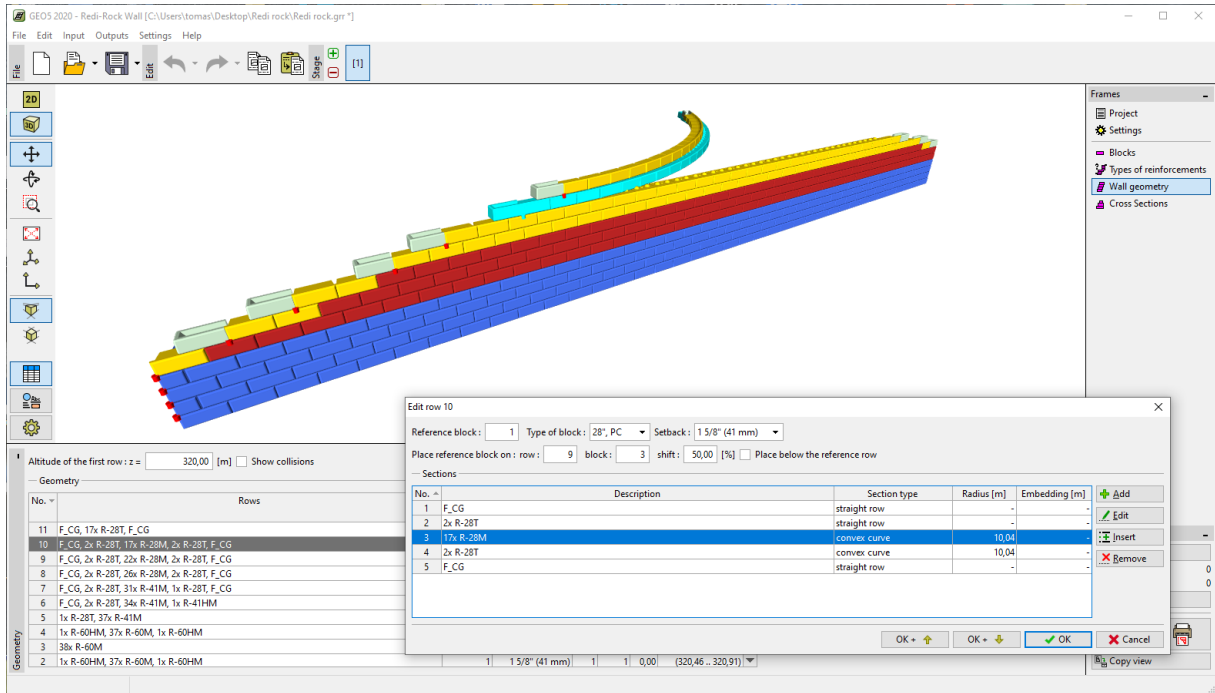 GEO5 2020 - Redi-Rock Wall [C:\Users\tomas\Desktop\Redi rock\Redi rock.grr *]
File Edit Input Outputs Settings Help
File
Edit
Stage
[1]
2D
3D
Frames
Project
Settings
Blocks
Types of reinforcements
Wall geometry
Cross Sections
Edit row 10
Reference block : 1 Type of block : 28", PC Setback : 1 5/8" (41 mm)
Place reference block on : row : 9 block : 3 shift : 50,00 [%] Place below the reference row
Sections
No. Description Section type Radius [m] Embedding [m]
1 F_CG straight row - -
2 2x R-28T straight row - -
3 17x R-28M convex curve 10,04 -
4 2x R-28T convex curve 10,04 -
5 F_CG straight row - -
Add
Edit
Insert
Remove
OK + OK + OK Cancel
Altitude of the first row : z = 320,00 [m] Show collisions
Geometry
No. Rows
11 F_CG, 17x R-28T, F_CG
10 F_CG, 2x R-28T, 17x R-28M, 2x R-28T, F_CG
9 F_CG, 2x R-28T, 22x R-28M, 2x R-28T, F_CG
8 F_CG, 2x R-28T, 26x R-28M, 2x R-28T, F_CG
7 F_CG, 2x R-28T, 31x R-41M, 1x R-28T, F_CG
6 F_CG, 2x R-28T, 34x R-41M, 1x R-41HM
5 1x R-28T, 37x R-41M
4 1x R-60HM, 37x R-60M, 1x R-60HM
3 38x R-60M
2 1x R-60HM, 37x R-60M, 1x R-60HM 1 1 5/8" (41 mm) 1 1 0,00 (320,46 .. 320,91)
Geometry
0
0
Copy view